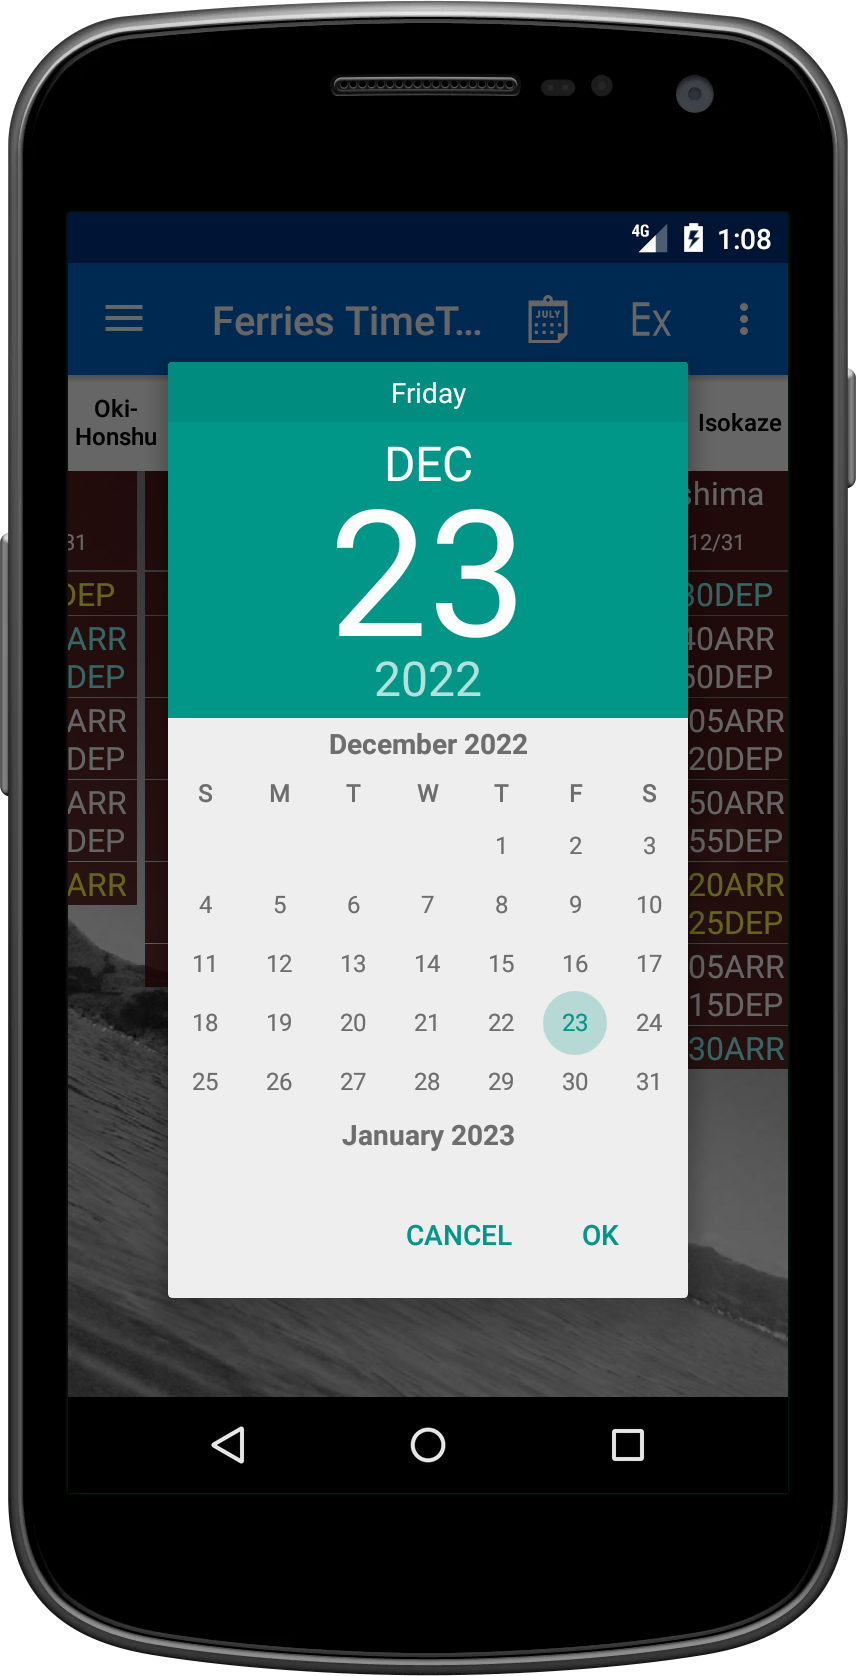 4G 1:08
Ferries TimeT...
JULY
Ex
Oki-
Honshu
Isokaze
Friday
DEC
23
2022
December 2022
S M T W T F S
1 2 3
4 5 6 7 8 9 10
11 12 13 14 15 16 17
18 19 20 21 22 23 24
25 26 27 28 29 30 31
January 2023
CANCEL OK
31
DEP
ARR
DEP
ARR
DEP
ARR
DEP
ARR
shima
12/31
30DEP
40ARR
50DEP
05ARR
20DEP
50ARR
55DEP
20ARR
25DEP
05ARR
15DEP
30ARR